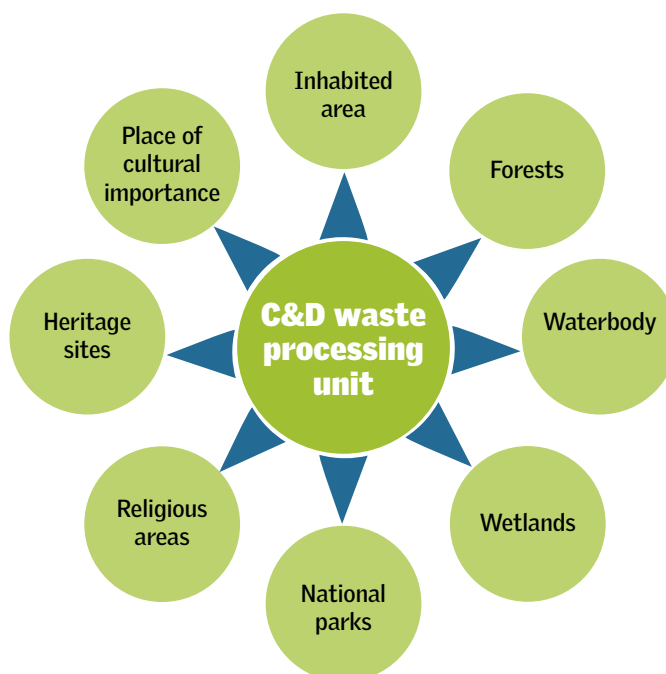 Inhabited
area
Forests
Waterbody
Wetlands
National
parks
Religious
areas
Heritage
sites
Place of
cultural
importance
C&D waste
processing
unit